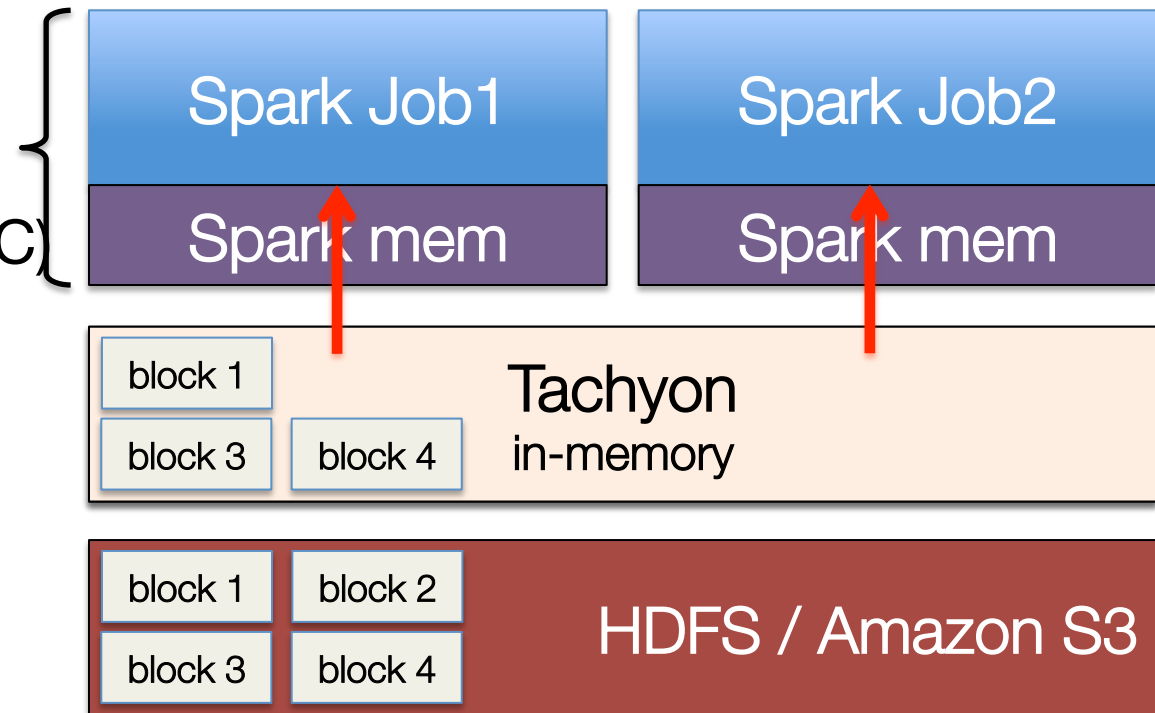 Spark Job1
Spark Job2
C)
Spark mem
Spark mem
block 1
Tachyon
block 3
block 4
in-memory
block 1
block 2
HDFS / Amazon S3
block 3
block 4